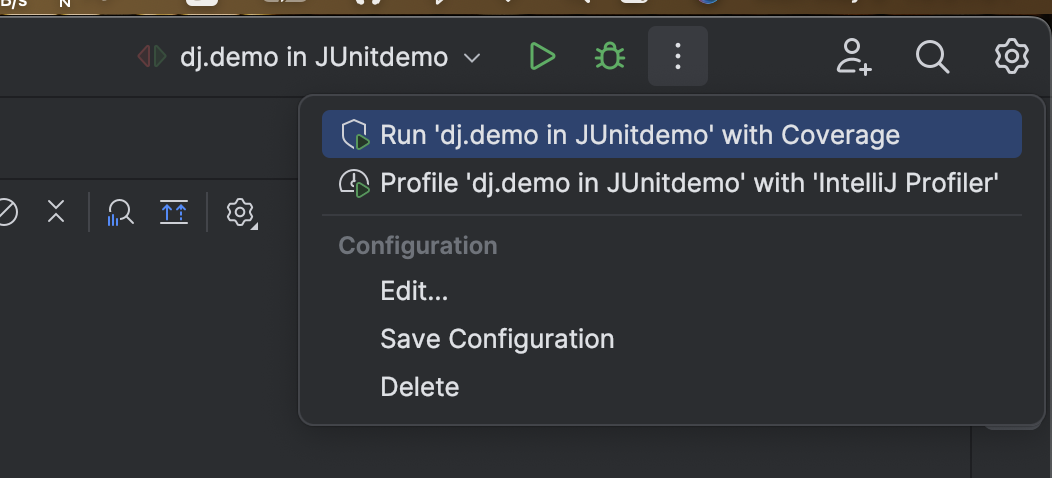 B/s
N
dj.demo in JUnitdemo
Run 'dj.demo in JUnitdemo' with Coverage
Profile 'dj.demo in JUnitdemo' with 'IntelliJ Profiler'
Configuration
Edit...
Save Configuration
Delete